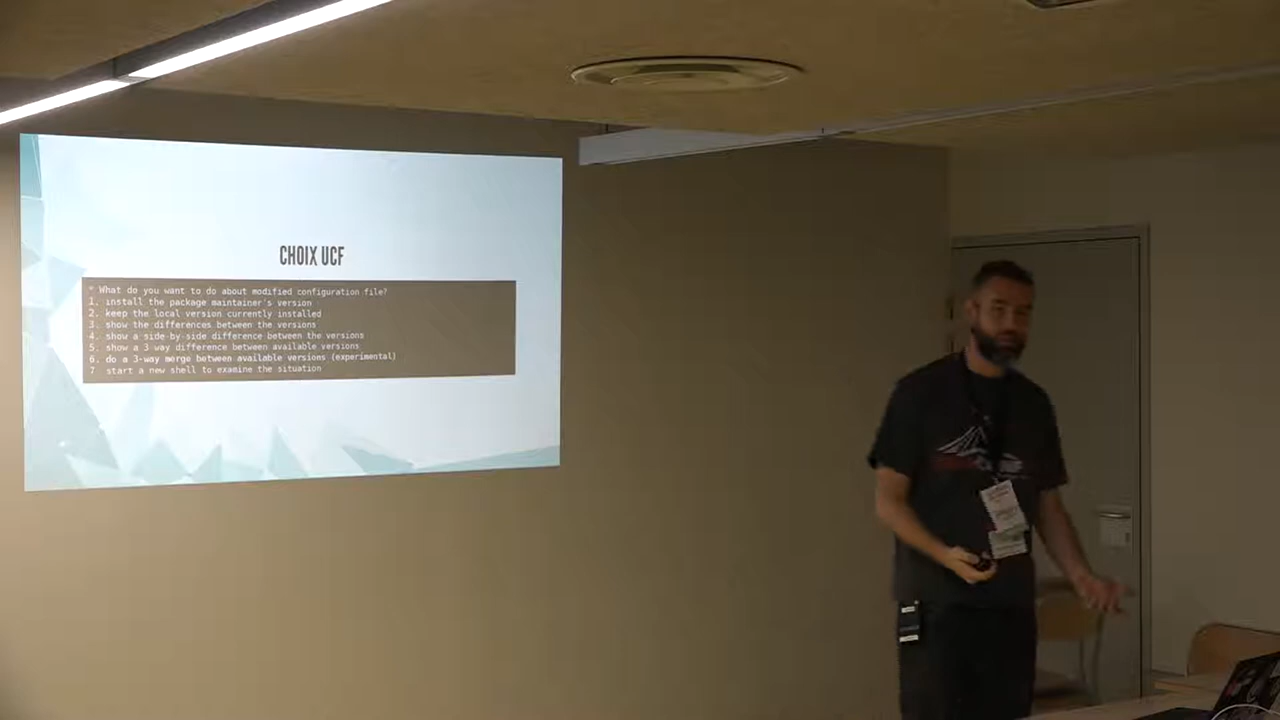 CHOIX UCF
* What do you want to do about modified configuration file?
1. install the package maintainer's version
2. keep the local version currently installed
3. show the differences between the versions
4. show a side-by-side difference between the versions
5. show a 3 way difference between available versions
6. do a 3-way merge between available versions (experimental)
7 start a new shell to examine the situation